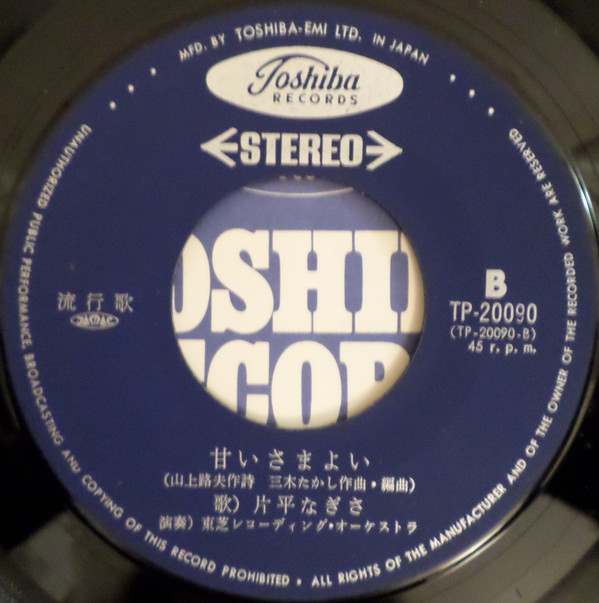 MFD. BY TOSHIBA-EMI LTD. IN JAPAN
Toshiba
RECORDS
STEREO
OSHI
COR
流行歌
B
TP-20090
(TP-20090-B)
45 r. p. m.
甘いさまよい
(山上路夫作詩 三木たかし作曲・編曲)
歌) 片平なぎさ
演奏) 東芝レコーディング・オーケストラ
UNAUTHORIZED PUBLIC PERFORMANCE, BROADCASTING AND COPYING OF THIS RECORD PROHIBITED • ALL RIGHTS OF THE MANUFACTURER AND OF THE OWNER OF THE RECORDED WORK ARE RESERVED